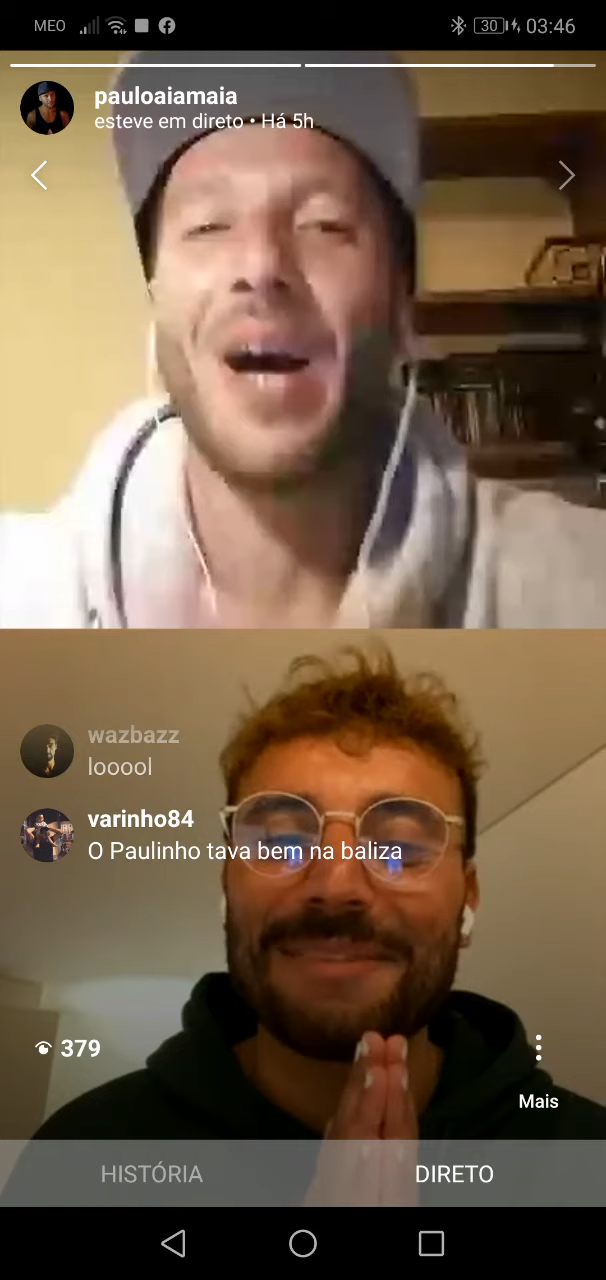 MEO 30 03:46
pauloaiamaia
esteve em direto • Há 5h
wazbazz
looool
varinho84
O Paulinho tava bem na baliza
379
Mais
HISTÓRIA DIRETO